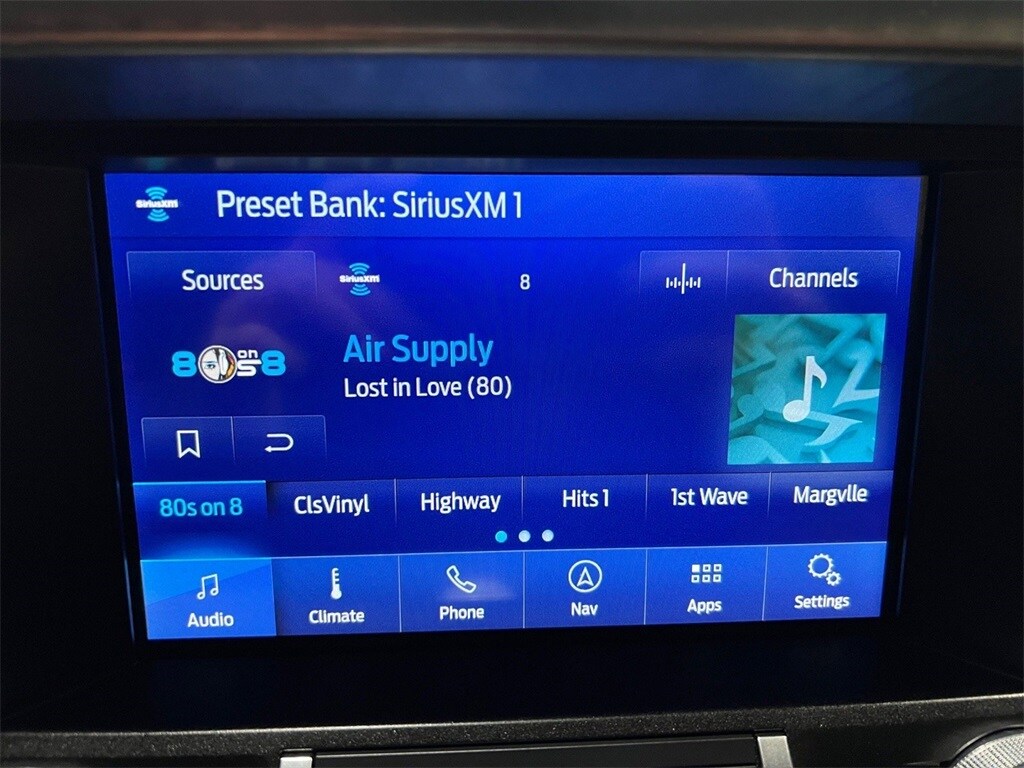 SiriusXM
Preset Bank: SiriusXM 1
Sources
SiriusXM
8
Channels
80s on 8
Air Supply
Lost in Love (80)
80s on 8
ClsVinyl
Highway
Hits 1
1st Wave
Margvlle
Audio
Climate
Phone
Nav
Apps
Settings